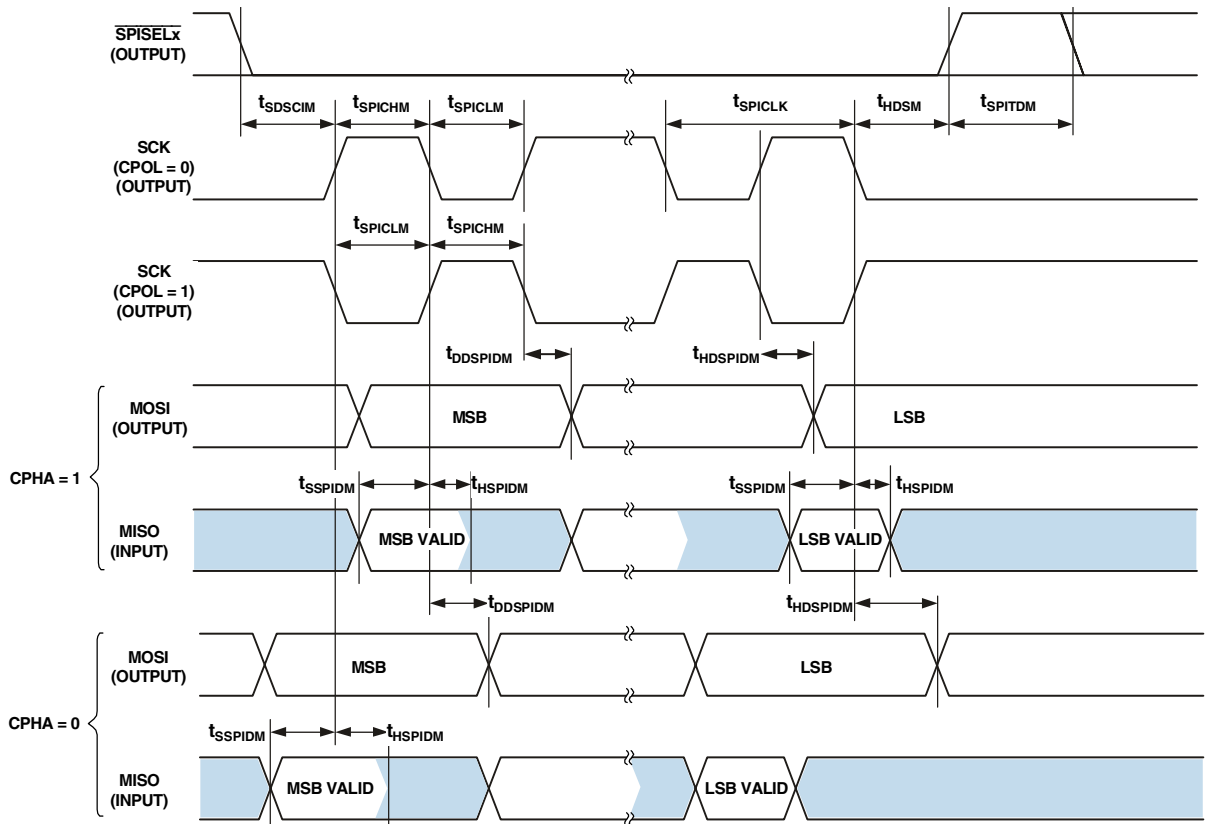 SPISELx
(OUTPUT)
tSDSCIM tSPICHM tSPICLM tSPICLK tHDSM tSPITDM
SCK
(CPOL = 0)
(OUTPUT)
tSPICLM tSPICHM
SCK
(CPOL = 1)
(OUTPUT)
tDDSPIDM tHDSPIDM
CPHA = 1
MOSI
(OUTPUT)
MSB LSB
tSSPIDM tHSPIDM tSSPIDM tHSPIDM
MISO
(INPUT)
MSB VALID LSB VALID
tDDSPIDM tHDSPIDM
CPHA = 0
MOSI
(OUTPUT)
MSB LSB
tSSPIDM tHSPIDM
MISO
(INPUT)
MSB VALID LSB VALID